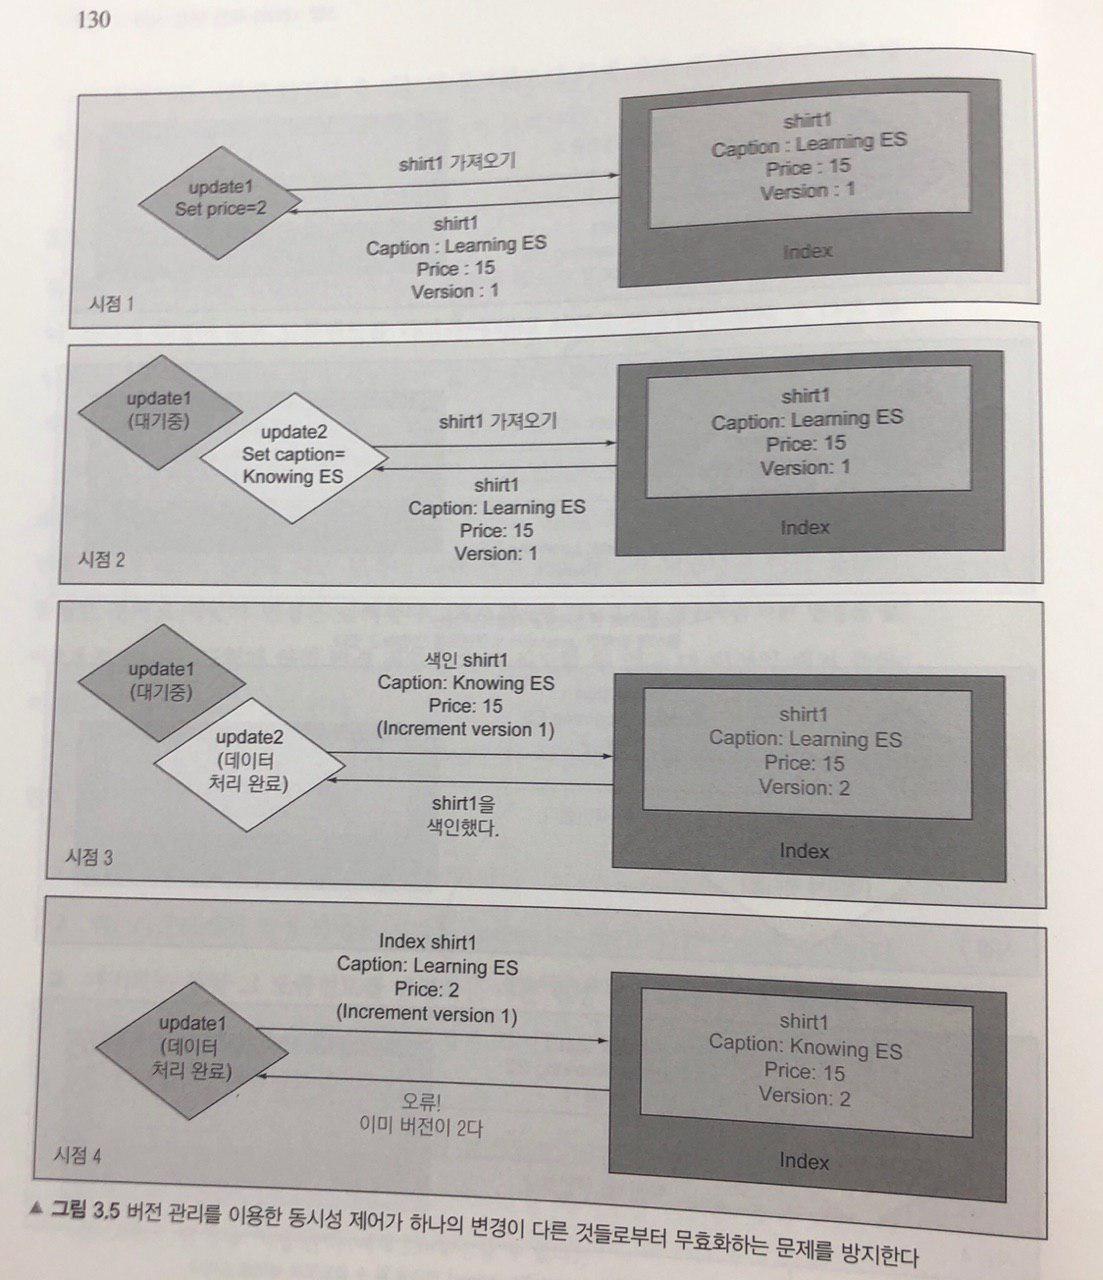 130
update1
Set price=2
shirt1 가져오기
shirt1
Caption : Learning ES
Price : 15
Version : 1
shirt1
Caption : Learning ES
Price : 15
Version : 1
Index
시점 1
update1
(대기중)
update2
Set caption=
Knowing ES
shirt1 가져오기
shirt1
Caption: Learning ES
Price: 15
Version: 1
shirt1
Caption: Learning ES
Price: 15
Version: 1
Index
시점 2
update1
(대기중)
update2
(데이터
처리 완료)
색인 shirt1
Caption: Knowing ES
Price: 15
(Increment version 1)
shirt1을
색인했다.
shirt1
Caption: Learning ES
Price: 15
Version: 2
Index
시점 3
update1
(데이터
처리 완료)
Index shirt1
Caption: Learning ES
Price: 2
(Increment version 1)
오류!
이미 버전이 2다
shirt1
Caption: Knowing ES
Price: 15
Version: 2
Index
시점 4
▲ 그림 3.5 버전 관리를 이용한 동시성 제어가 하나의 변경이 다른 것들로부터 무효화하는 문제를 방지한다